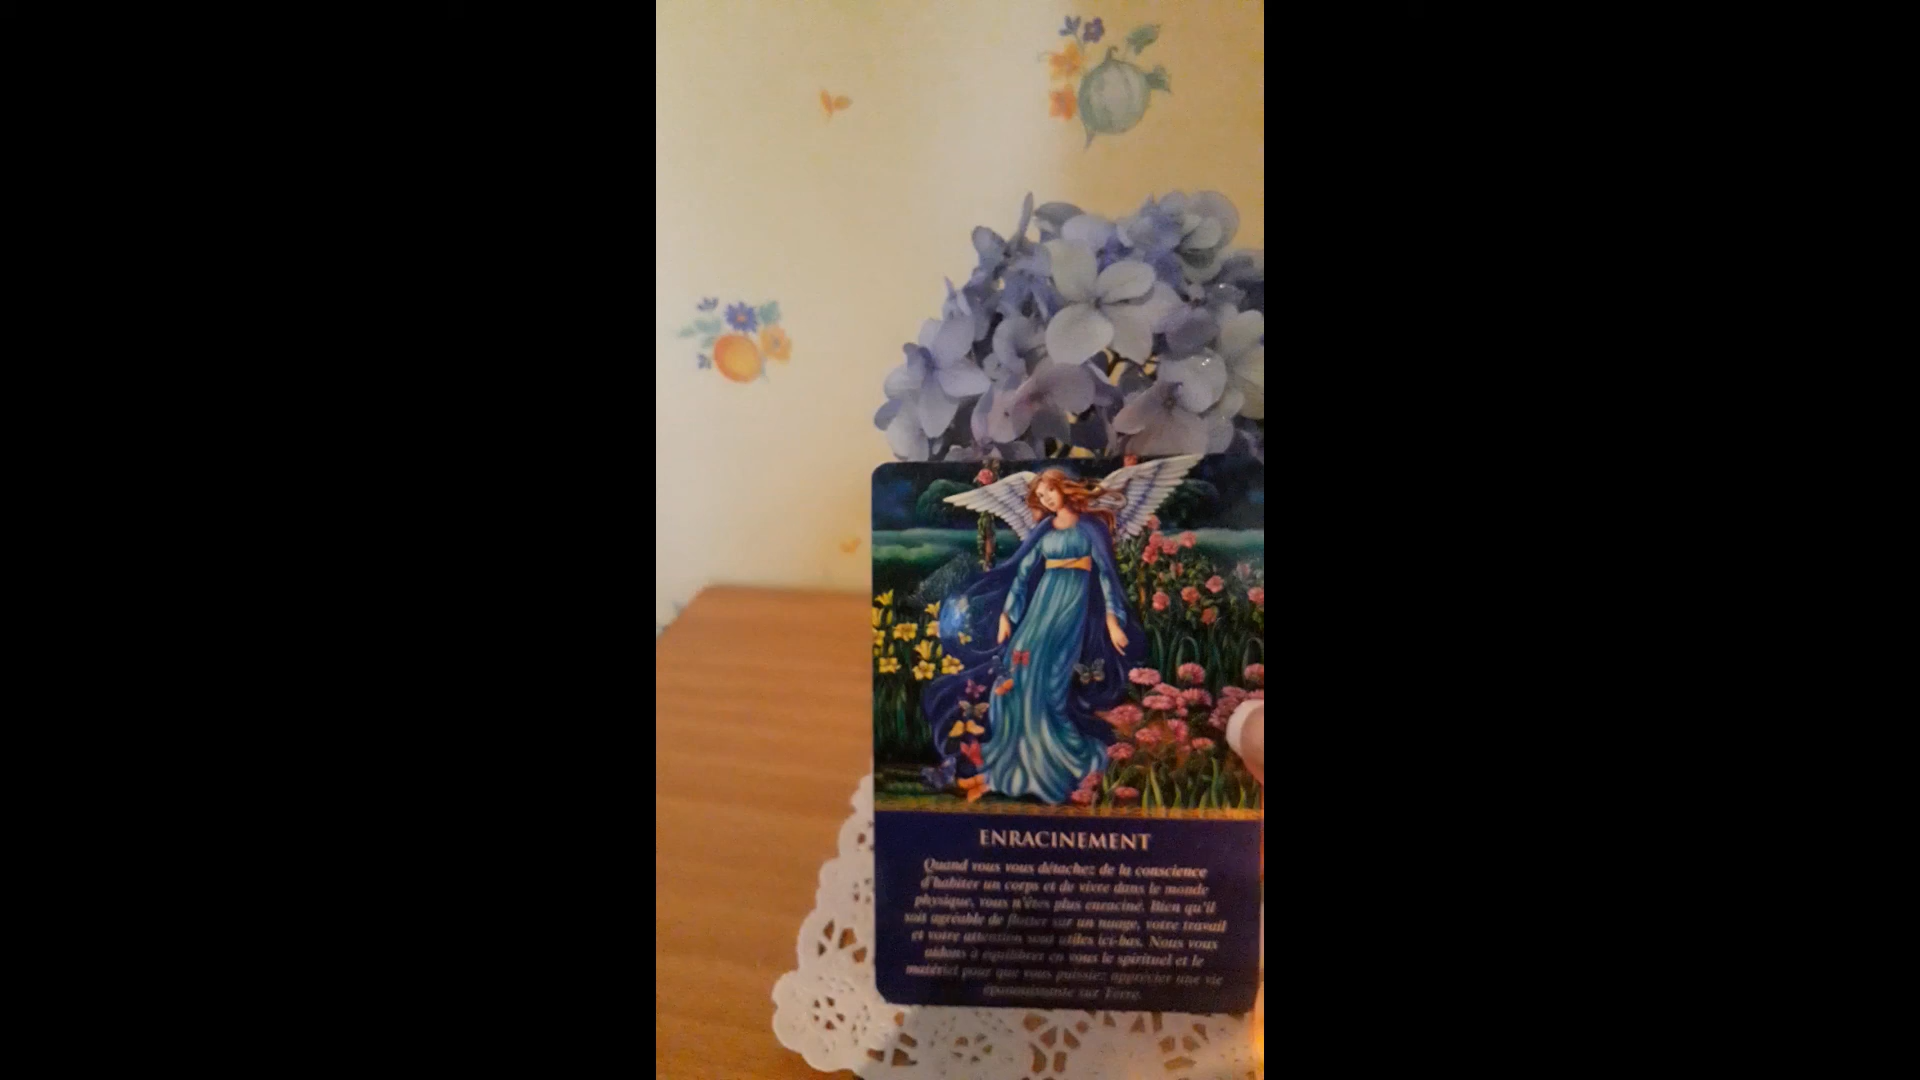 ENRACINEMENT
Quand vous vous détachez de la conscience
d'habiter un corps et de vivre dans le monde
physique, vous n'êtes plus enraciné. Bien qu'il
soit agréable de flotter sur un nuage, votre travail
et votre attention sont utiles ici-bas. Nous vous
aidons à équilibrer en vous le spirituel et le
matériel pour que vous puissiez apprécier une vie
épanouissante sur Terre.